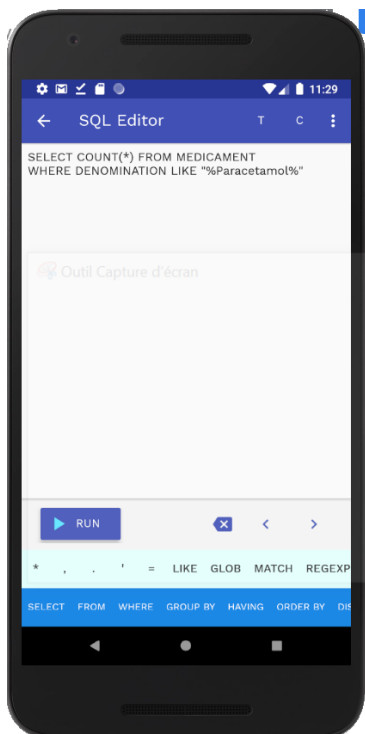 11:29
SQL Editor T C
SELECT COUNT(*) FROM MEDICAMENT
WHERE DENOMINATION LIKE "%Paracetamol%"
Outil Capture d'écran
RUN
* , . ' = LIKE GLOB MATCH REGEXP
SELECT FROM WHERE GROUP BY HAVING ORDER BY DIS